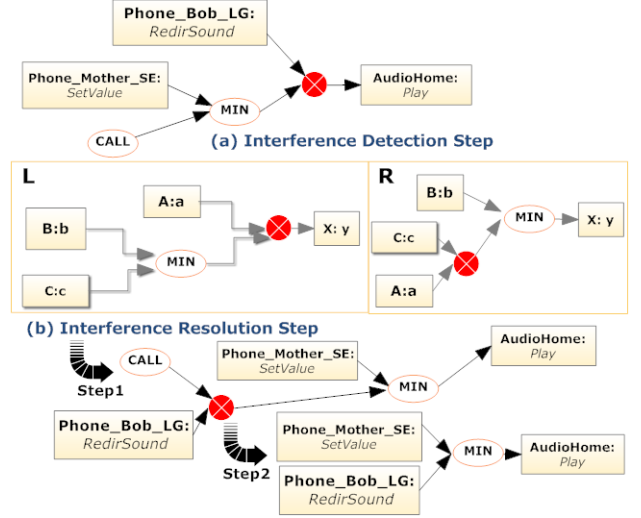 Phone_Bob_LG:
RedirSound
Phone_Mother_SE:
SetValue
MIN
AudioHome:
Play
CALL
(a) Interference Detection Step
L
A:a
B:b
X: y
MIN
C:c
R
B:b
MIN
X: y
C:c
A:a
(b) Interference Resolution Step
Step1
CALL
Phone_Mother_SE:
SetValue
MIN
AudioHome:
Play
Phone_Bob_LG:
RedirSound
Step2
Phone_Mother_SE:
SetValue
MIN
AudioHome:
Play
Phone_Bob_LG:
RedirSound